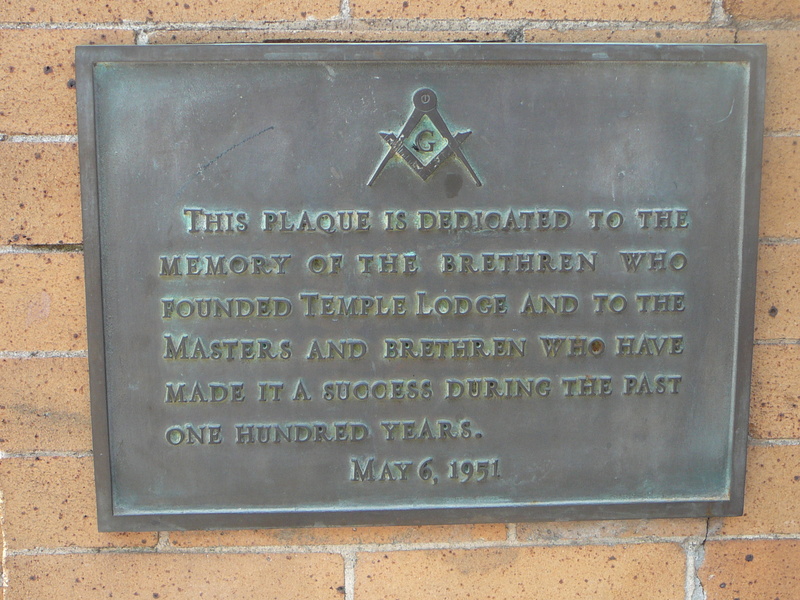 G
THIS PLAQUE IS DEDICATED TO THE
MEMORY OF THE BRETHREN WHO
FOUNDED TEMPLE LODGE AND TO THE
MASTERS AND BRETHREN WHO HAVE
MADE IT A SUCCESS DURING THE PAST
ONE HUNDRED YEARS.
MAY 6, 1951